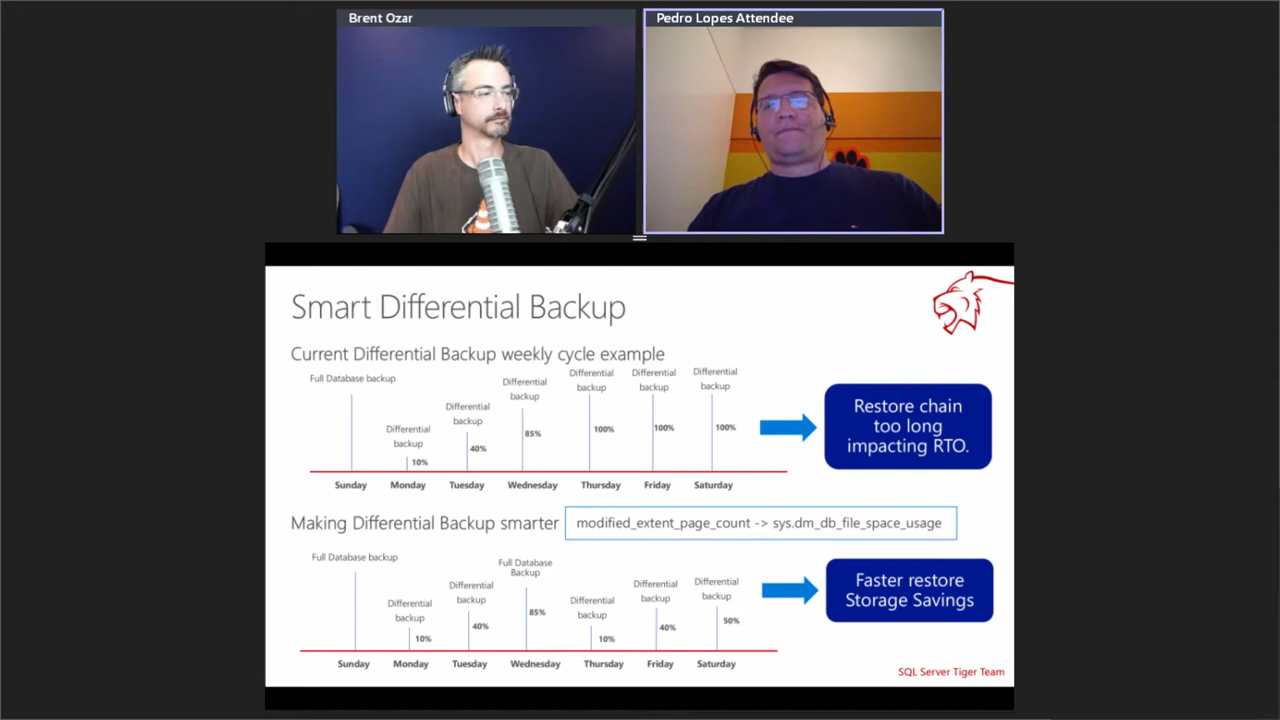 Brent Ozar
Pedro Lopes Attendee
Smart Differential Backup
Current Differential Backup weekly cycle example
Full Database backup
Differential
backup
10%
Differential
backup
40%
Differential
backup
85%
Differential
backup
100%
Differential
backup
100%
Differential
backup
100%
Sunday
Monday
Tuesday
Wednesday
Thursday
Friday
Saturday
Restore chain
too long
impacting RTO.
Making Differential Backup smarter
modified_extent_page_count -> sys.dm_db_file_space_usage
Full Database backup
Differential
backup
10%
Differential
backup
40%
Full Database
Backup
85%
Differential
backup
10%
Differential
backup
40%
Differential
backup
50%
Sunday
Monday
Tuesday
Wednesday
Thursday
Friday
Saturday
Faster restore
Storage Savings
SQL Server Tiger Team